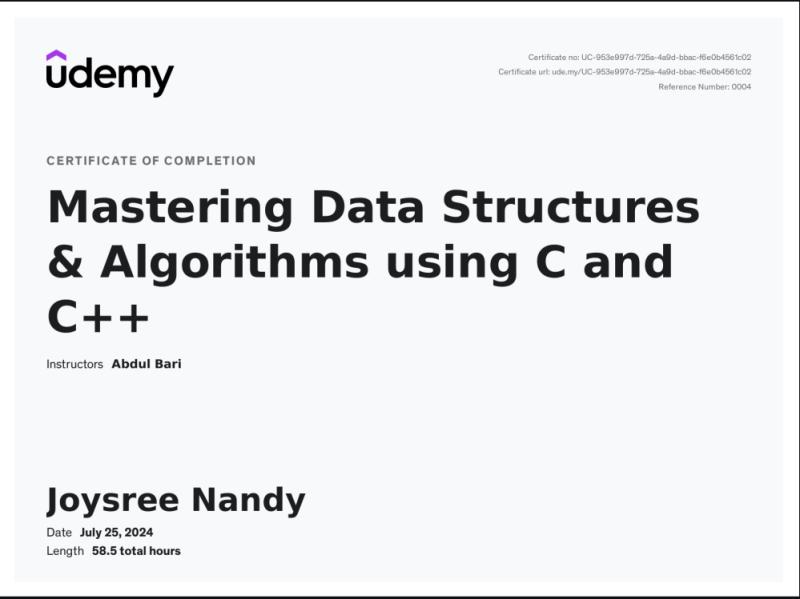 udemy
Certificate no: UC-953e997d-725a-4a9d-bbac-f6e0b4561c02
Certificate url: ude.my/UC-953e997d-725a-4a9d-bbac-f6e0b4561c02
Reference Number: 0004
CERTIFICATE OF COMPLETION
Mastering Data Structures
& Algorithms using C and
C++
Instructors Abdul Bari
Joysree Nandy
Date July 25, 2024
Length 58.5 total hours